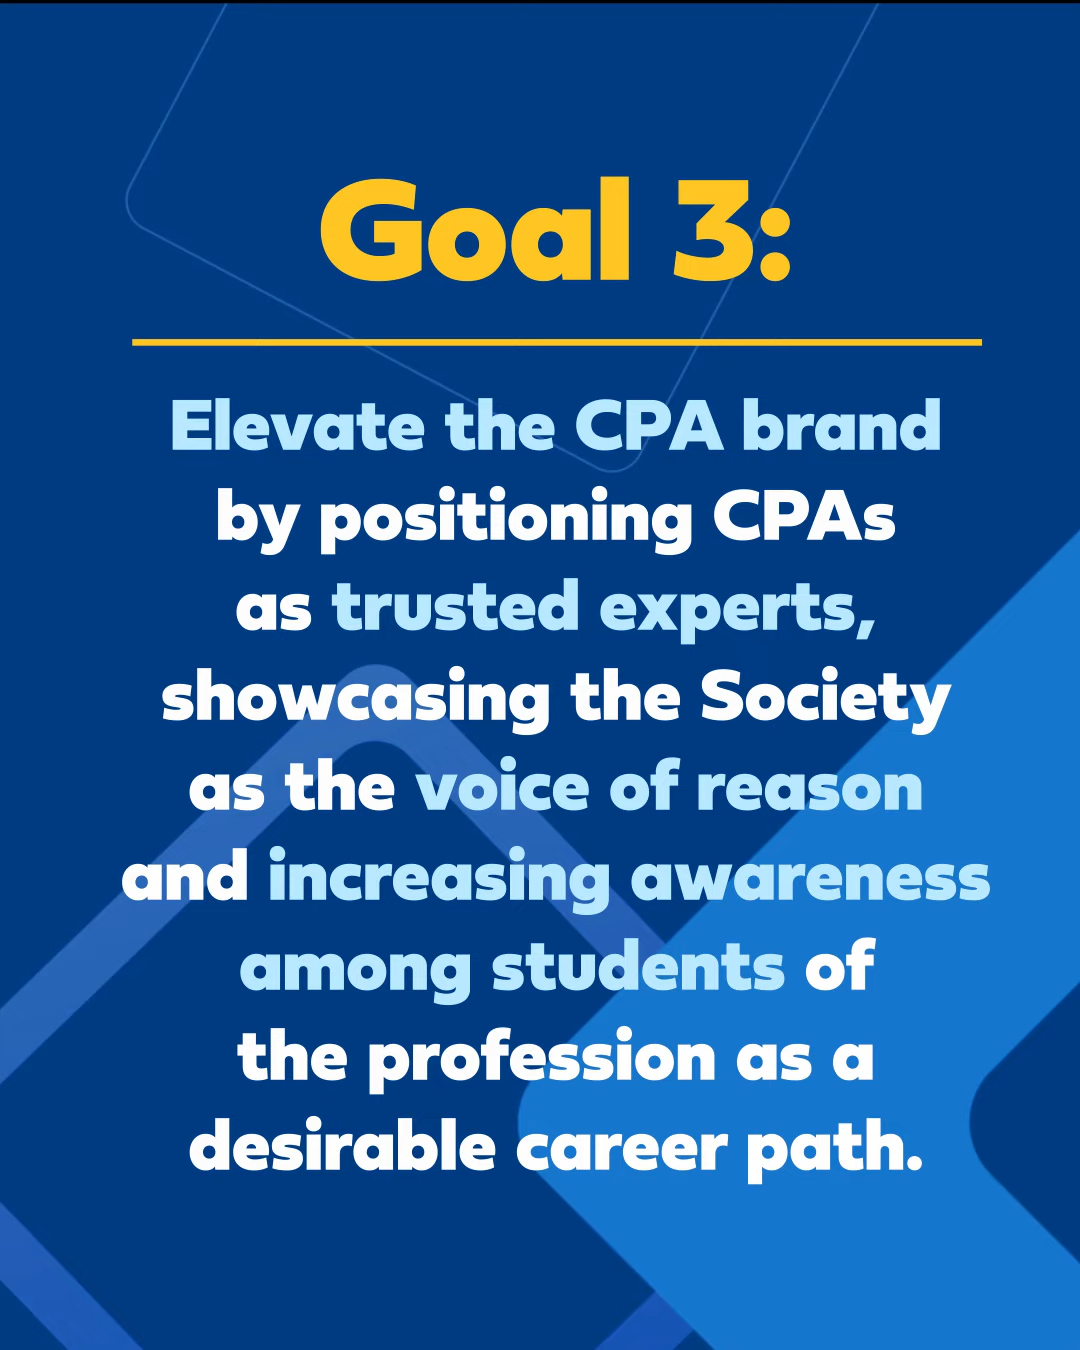 Goal 3:
Elevate the CPA brand
by positioning CPAs
as trusted experts,
showcasing the Society
as the voice of reason
and increasing awareness
among students of
the profession as a
desirable career path.